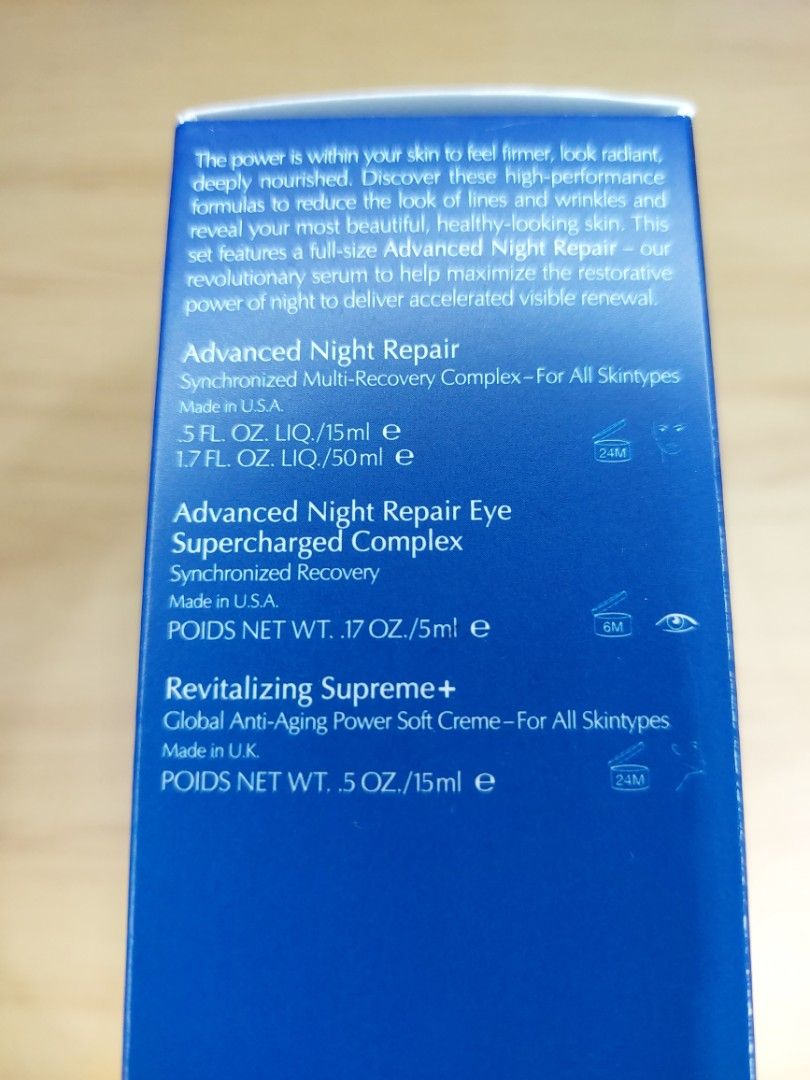 The power is within your skin to feel firmer, look radiant,
deeply nourished. Discover these high-performance
formulas to reduce the look of lines and wrinkles and
reveal your most beautiful, healthy-looking skin. This
set features a full-size Advanced Night Repair – our
revolutionary serum to help maximize the restorative
power of night to deliver accelerated visible renewal.
Advanced Night Repair
Synchronized Multi-Recovery Complex – For All Skintypes
Made in U.S.A.
.5 FL. OZ. LIQ./15ml ℮
1.7 FL. OZ. LIQ./50ml ℮
24M
Advanced Night Repair Eye
Supercharged Complex
Synchronized Recovery
Made in U.S.A.
POIDS NET WT. .17 OZ./5ml ℮
6M
Revitalizing Supreme+
Global Anti-Aging Power Soft Creme – For All Skintypes
Made in U.K.
POIDS NET WT. .5 OZ./15ml ℮
24M